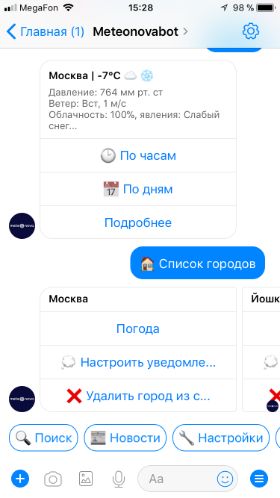 MegaFon 15:28 98 %
Главная (1) Meteonovabot >
Москва | -7ºC
Давление: 764 мм рт. ст
Ветер: Вст, 1 м/с
Облачность: 100%, явления: Слабый
снег...
По часам
По дням
Подробнее
Список городов
Москва
Йошк
Погода
Настроить уведомле...
Удалить город из с...
Поиск
Новости
Настройки
Aa